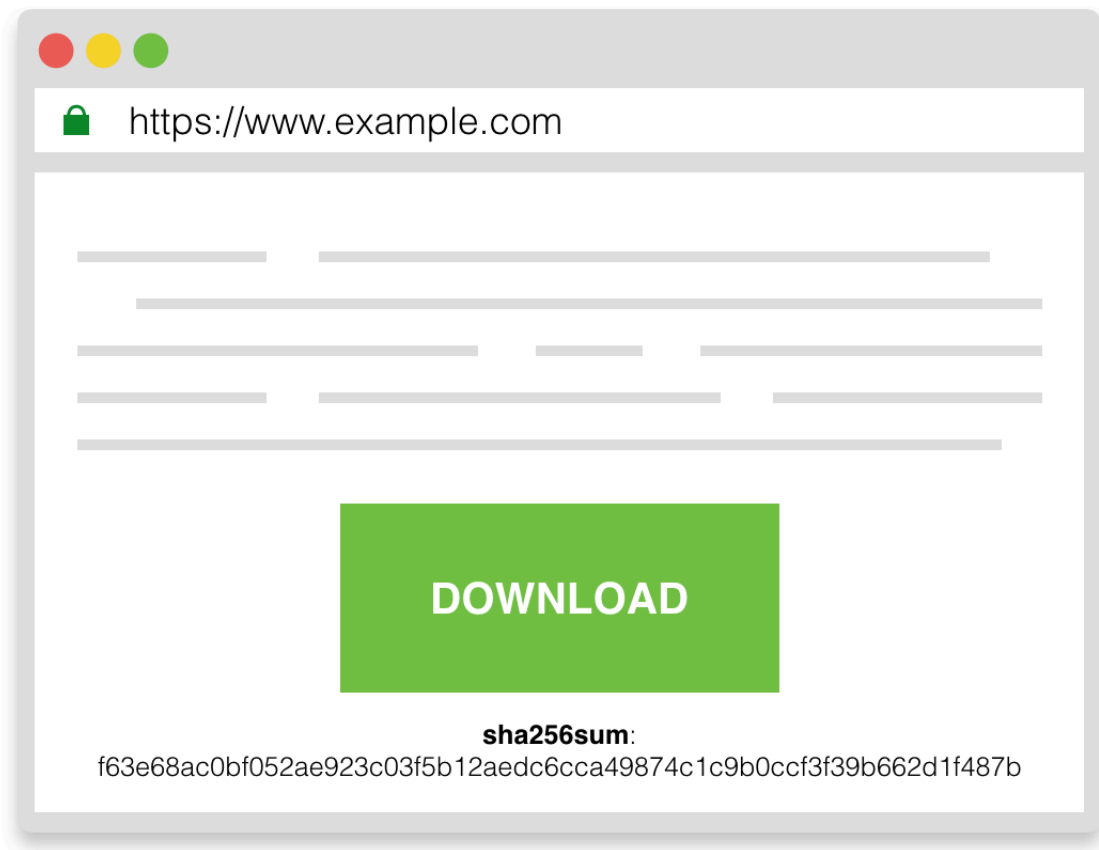 https://www.example.com
DOWNLOAD
sha256sum:
f63e68ac0bf052ae923c03f5b12aedc6cca49874c1c9b0ccf3f39b662d1f487b